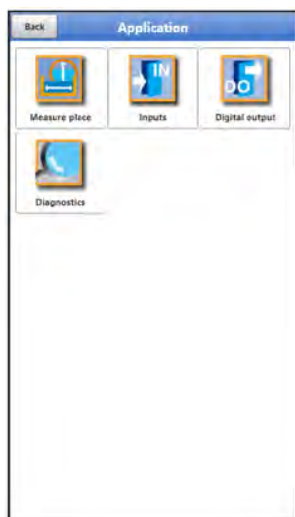 Back
Application
IN
DO
Measure place
Inputs
Digital output
Diagnostics